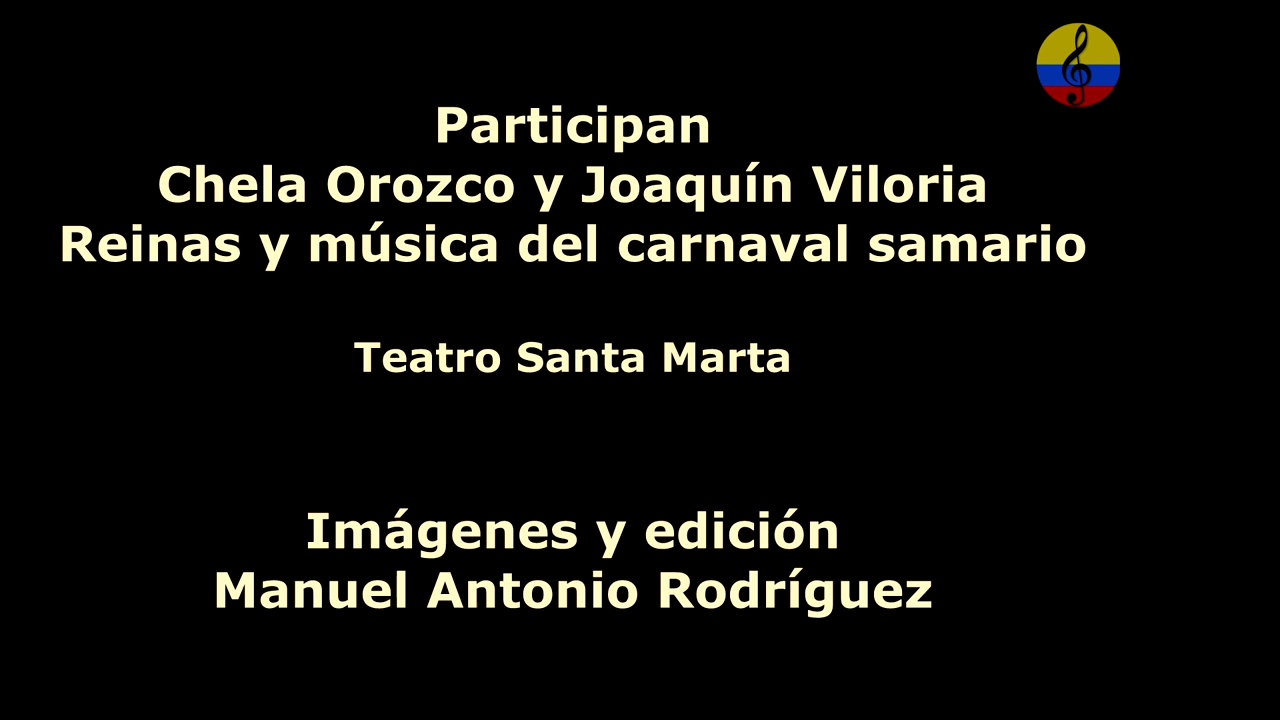 Participan
Chela Orozco y Joaquín Viloria
Reinas y música del carnaval samario
Teatro Santa Marta
Imágenes y edición
Manuel Antonio Rodríguez